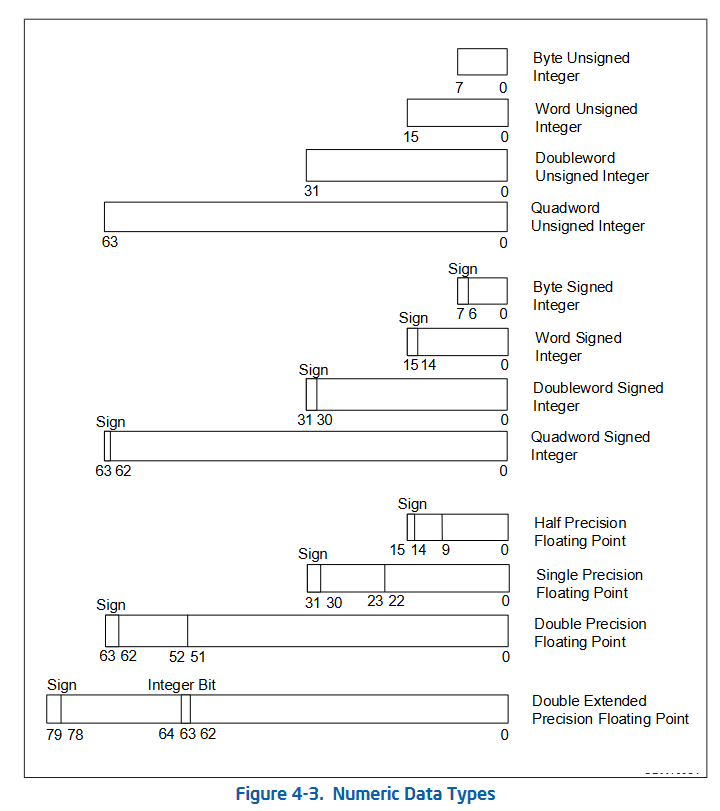 Byte Unsigned
Integer
7 0
Word Unsigned
Integer
15 0
Doubleword
Unsigned Integer
31 0
Quadword
Unsigned Integer
63 0
Sign
Byte Signed
Integer
7 6 0
Sign
Word Signed
Integer
15 14 0
Sign
Doubleword Signed
Integer
31 30 0
Sign
Quadword Signed
Integer
63 62 0
Sign
Half Precision
Floating Point
15 14 9 0
Sign
Single Precision
Floating Point
31 30 23 22 0
Sign
Double Precision
Floating Point
63 62 52 51 0
Sign Integer Bit
Double Extended
Precision Floating Point
79 78 64 63 62 0
Figure 4-3. Numeric Data Types